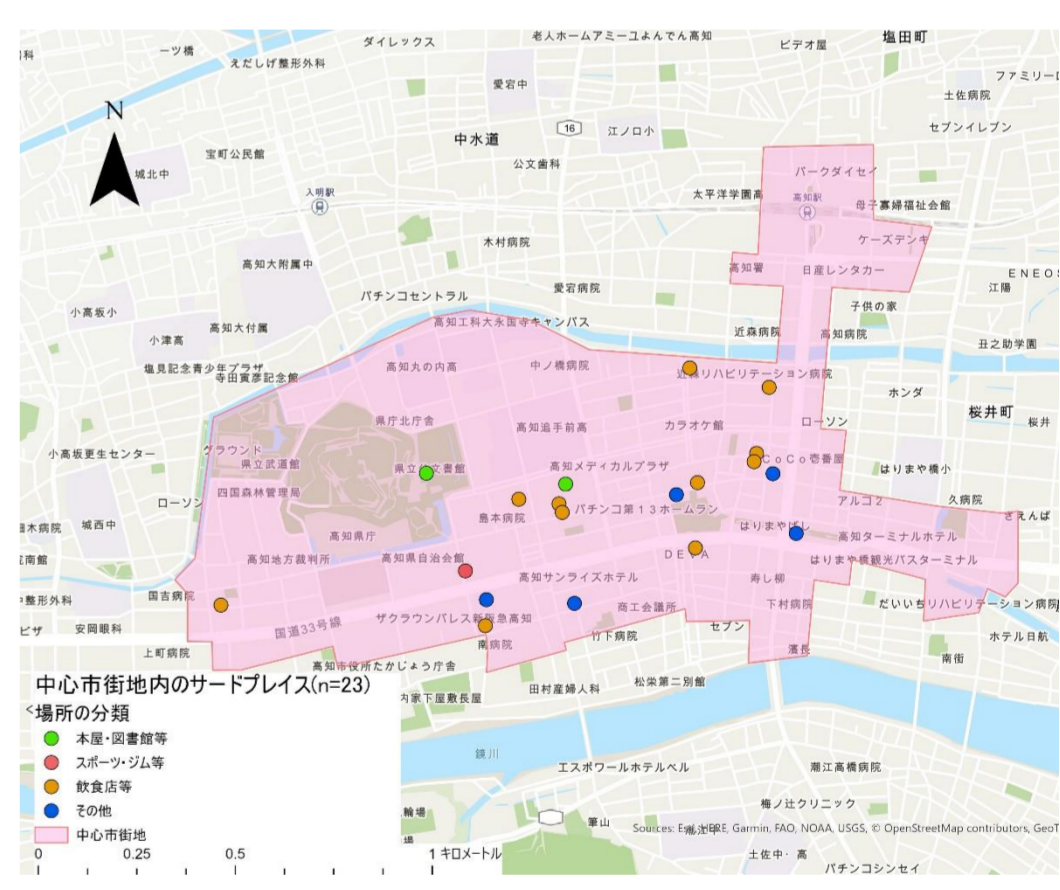 ダイレックス
老人ホームアミーユよんでん高知
塩田町
ビデオ屋
一ツ橋
えだしげ整形外科
ファミリー
愛宕中
土佐病院
N
16
江ノ口小
セブンイレブン
中水道
宝町公民館
公文歯科
城北中
パークダイセイ
入明駅
太平洋学園高
高知駅
母子寡婦福祉会館
木村病院
ケーズデンキ
高知大附属中
高知署
日産レンタカー
ENEOS
江陽
パチンコセントラル
愛宕病院
子供の家
小高坂小
高知工科大永国寺キャンパス
高知大付属
近森病院
高知病院
小津高
丑之助学園
塩見記念青少年プラザ
寺田寅彦記念館
高知丸の内高
中ノ橋病院
近森リハビリテーション病院
ホンダ
桜井町
県庁北庁舎
高知追手前高
カラオケ館
ローソン
桜井
グラウンド
小高坂更生センター
県立武道館
県立公文書館
高知メディカルプラザ
CoCo壱番屋
はりまや橋小
四国森林管理局
ローソン
島本病院
パチンコ第13ホームラン
アルコ2
久病院
さえんば
城西中
はりまやばし
高知県庁
高知ターミナルホテル
高知地方裁判所
高知県自治会館
DEVA
はりまや橋観光バスターミナル
高知サンライズホテル
寿し柳
国吉病院
商工会議所
下村病院
だいいちリハビリテーション病院
国道33号線
ザクラウンパレス新阪急高知
安岡眼科
セブン
竹下病院
ホテル日航
南病院
上町病院
濱長
南街
高知市役所たかじょう庁舎
松栄第二別館
田村産婦人科
内家下屋敷長屋
中心市街地内のサードプレイス(n=23)
場所の分類
本屋・図書館等
スポーツ・ジム等
飲食店等
その他
中心市街地
0 0.25 0.5 1 キロメートル
鏡川
エスポワールホテルベル
潮江高橋病院
梅ノ辻クリニック
筆山
Sources: Esri, HERE, Garmin, FAO, NOAA, USGS, © OpenStreetMap contributors, GeoT
土佐中・高
パチンコシンセイ